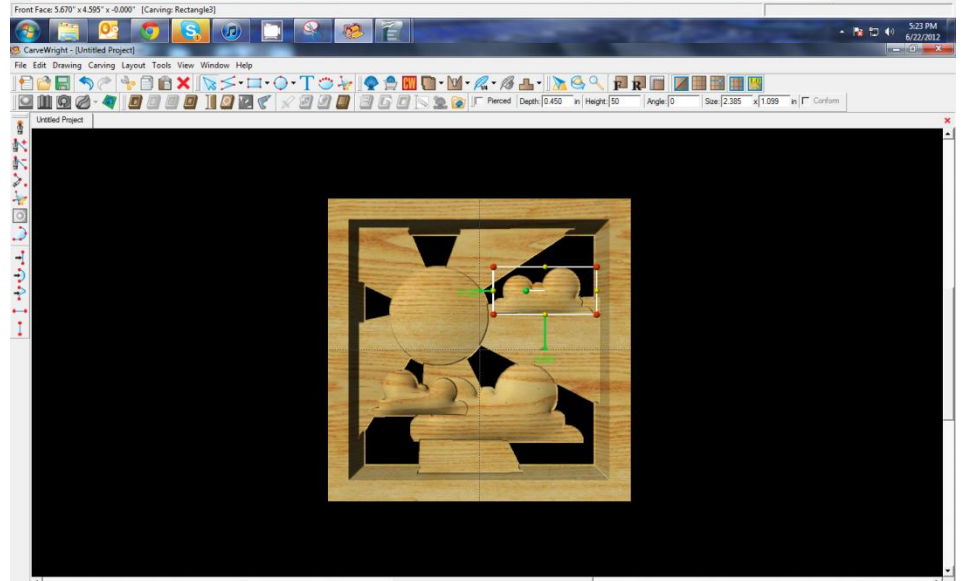 Front Face: 5.670" x 4.595" x -0.000" [Carving: Rectangle3]
5:23 PM
6/22/2012
CarveWright - [Untitled Project]
File Edit Drawing Carving Layout Tools View Window Help
T CW F R
Pierced Depth: 0.450 in Height: 50 Angle: 0 Size: 2.385 x 1.099 in Conform
Untitled Project